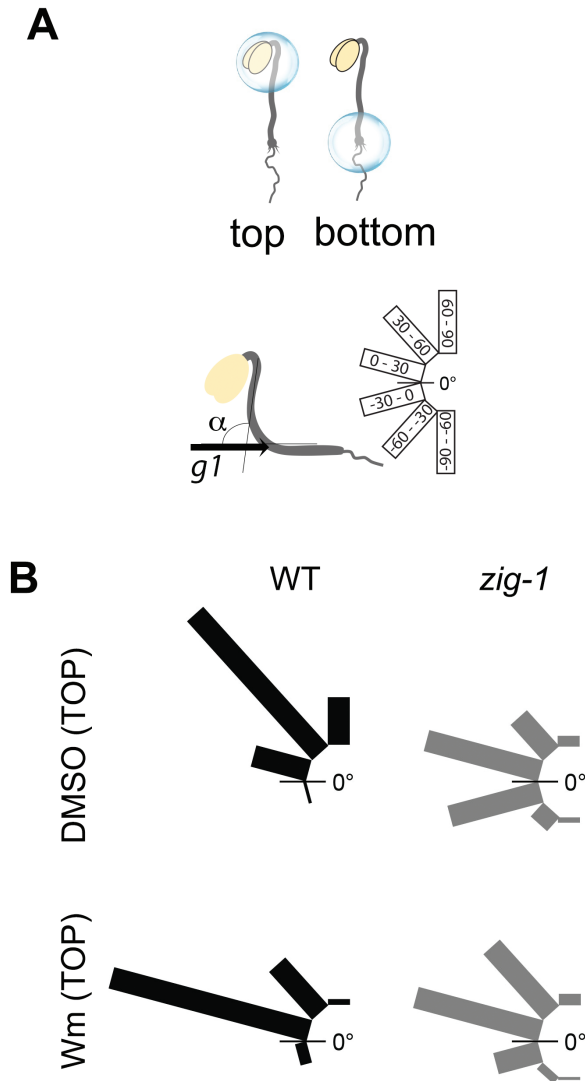 A
top bottom
60 - 90
30 - 60
0 - 30
0°
-30 - 0
-60 - -30
-90 - -60
α
g1
B
WT zig-1
DMSO (TOP)
0° 0°
Wm (TOP)
0° 0°